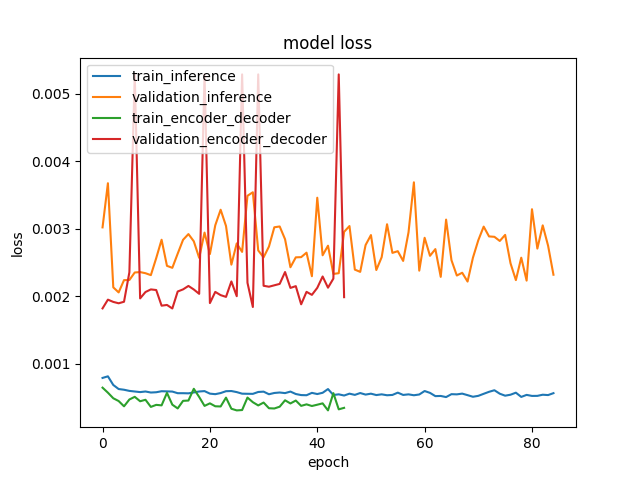 model loss
train_inference
validation_inference
train_encoder_decoder
validation_encoder_decoder
0.005
0.004
0.003
0.002
0.001
loss
0 20 40 60 80
epoch